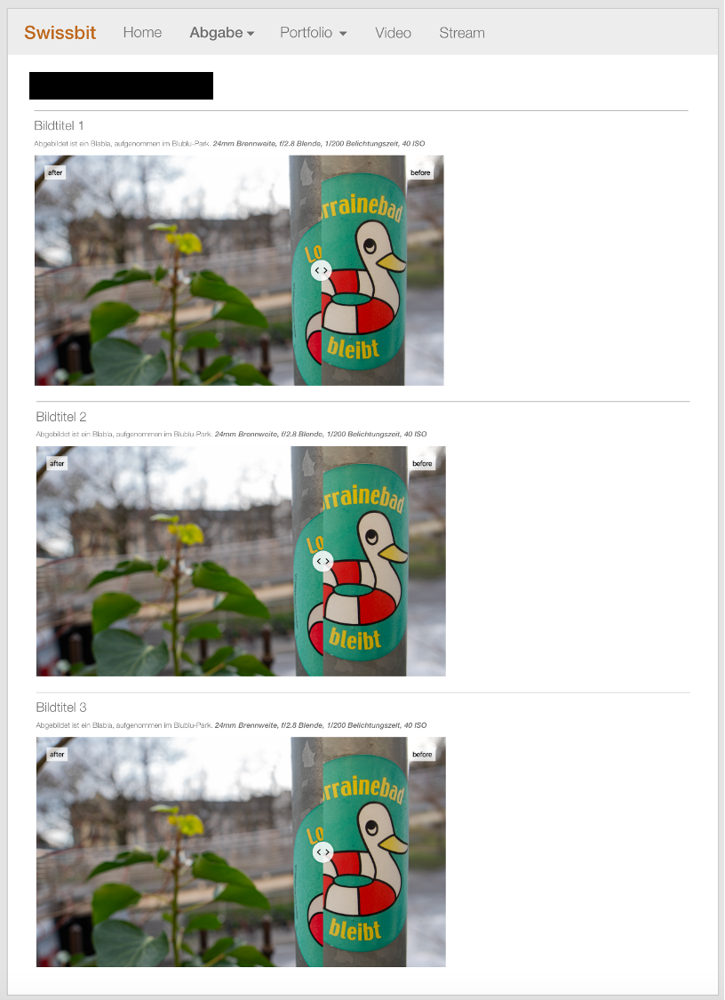 Swissbit Home Abgabe Portfolio Video Stream
Bildtitel 1
Abgebildet ist ein Blabla, aufgenommen im Blublu-Park. 24mm Brennweite, f/2.8 Blende, 1/200 Belichtungszeit, 40 ISO
after before
rrainebad
Lo
bleibt
Bildtitel 2
Abgebildet ist ein Blabla, aufgenommen im Blublu-Park. 24mm Brennweite, f/2.8 Blende, 1/200 Belichtungszeit, 40 ISO
after before
rrainebad
Lo
bleibt
Bildtitel 3
Abgebildet ist ein Blabla, aufgenommen im Blublu-Park. 24mm Brennweite, f/2.8 Blende, 1/200 Belichtungszeit, 40 ISO
after before
rrainebad
Lo
bleibt